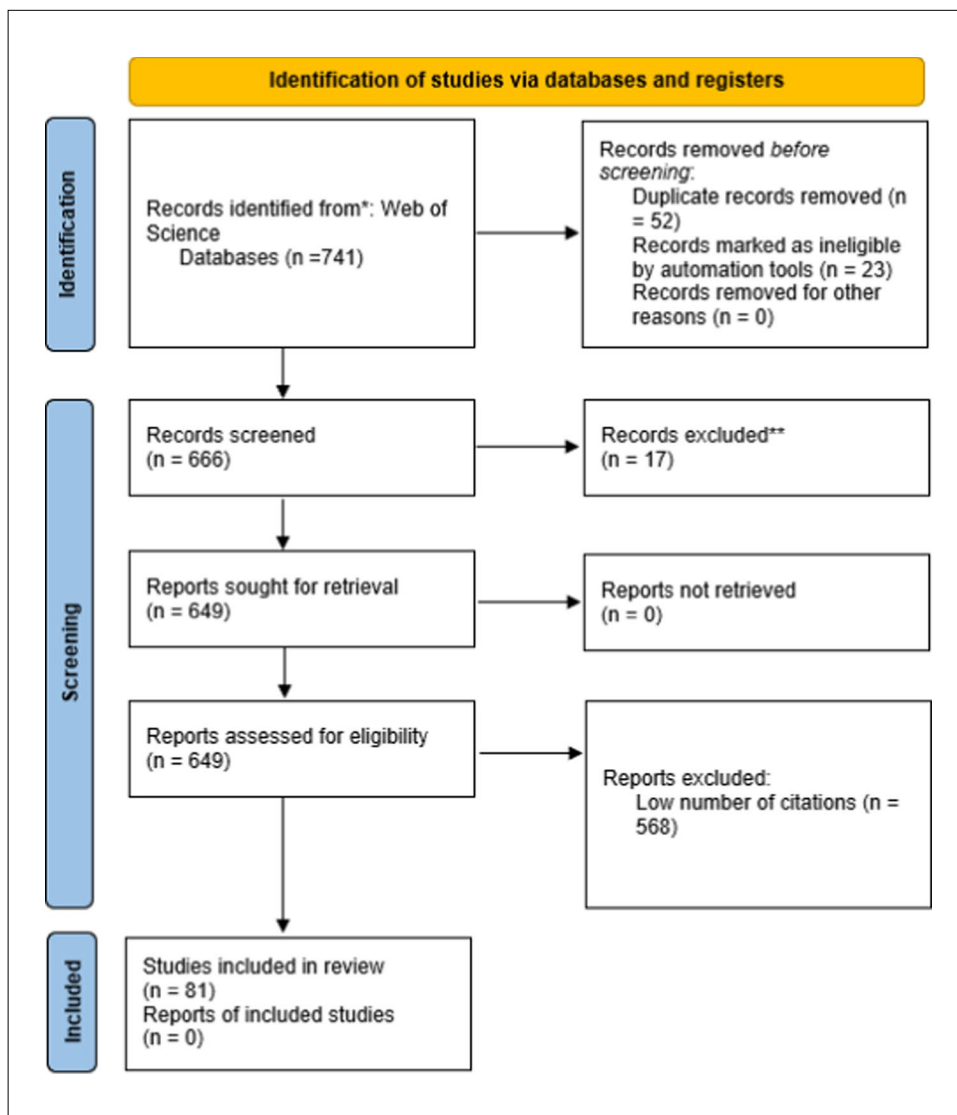 Identification of studies via databases and registers
Identification
Records identified from*: Web of
Science
Databases (n =741)
Records removed before
screening:
Duplicate records removed (n
= 52)
Records marked as ineligible
by automation tools (n = 23)
Records removed for other
reasons (n = 0)
Screening
Records screened
(n = 666)
Records excluded**
(n = 17)
Reports sought for retrieval
(n = 649)
Reports not retrieved
(n = 0)
Reports assessed for eligibility
(n = 649)
Reports excluded:
Low number of citations (n =
568)
Included
Studies included in review
(n = 81)
Reports of included studies
(n = 0)